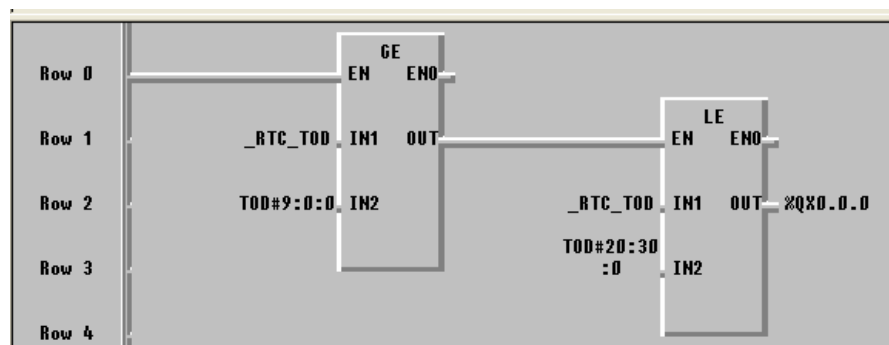 GE
Row 0 EN ENO
LE
Row 1 _RTC_TOD IN1 OUT EN ENO
Row 2 TOD#9:0:0 IN2 _RTC_TOD IN1 OUT %QX0.0.0
TOD#20:30
Row 3 :0 IN2
Row 4